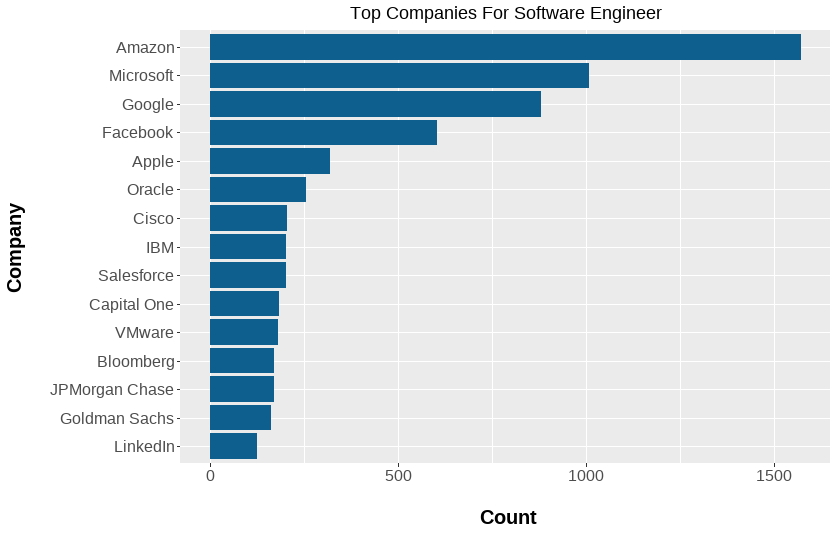 Top Companies For Software Engineer
Company
Amazon
Microsoft
Google
Facebook
Apple
Oracle
Cisco
IBM
Salesforce
Capital One
VMware
Bloomberg
JPMorgan Chase
Goldman Sachs
LinkedIn
0 500 1000 1500
Count